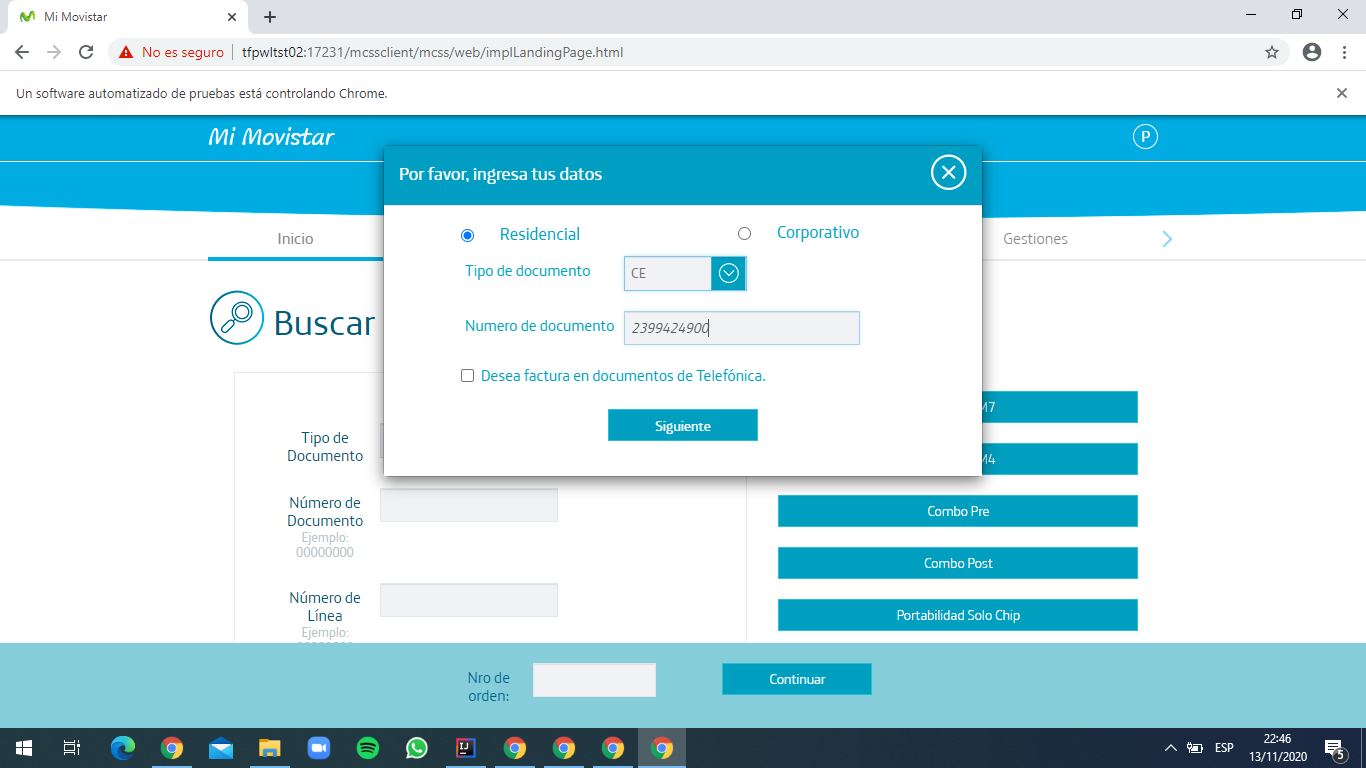 Mi Movistar
No es seguro
tfpwltst02:17231/mcssclient/mcss/web/implLandingPage.html
Un software automatizado de pruebas está controlando Chrome.
Mi Movistar
P
Por favor, ingresa tus datos
Residencial
Corporativo
Tipo de documento
CE
Numero de documento
2399424900
Desea factura en documentos de Telefónica.
Siguiente
Inicio
Gestiones
Buscar
Tipo de
Documento
Número de
Documento
Ejemplo:
00000000
Número de
Línea
Ejemplo:
M7
M4
Combo Pre
Combo Post
Portabilidad Solo Chip
Nro de
orden:
Continuar
IJ
ESP
22:46
13/11/2020
5